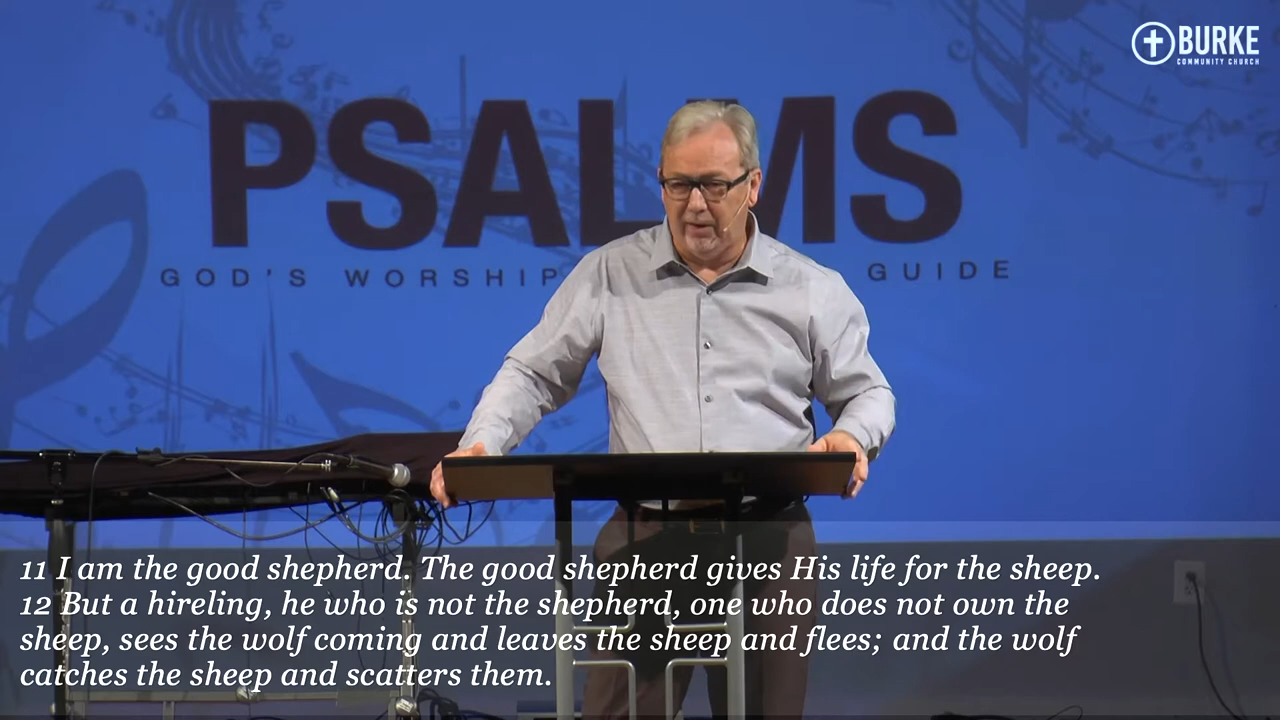 BURKE
COMMUNITY CHURCH
PSALMS
GOD'S WORSHIP GUIDE
11 I am the good shepherd. The good shepherd gives His life for the sheep.
12 But a hireling, he who is not the shepherd, one who does not own the
sheep, sees the wolf coming and leaves the sheep and flees; and the wolf
catches the sheep and scatters them.